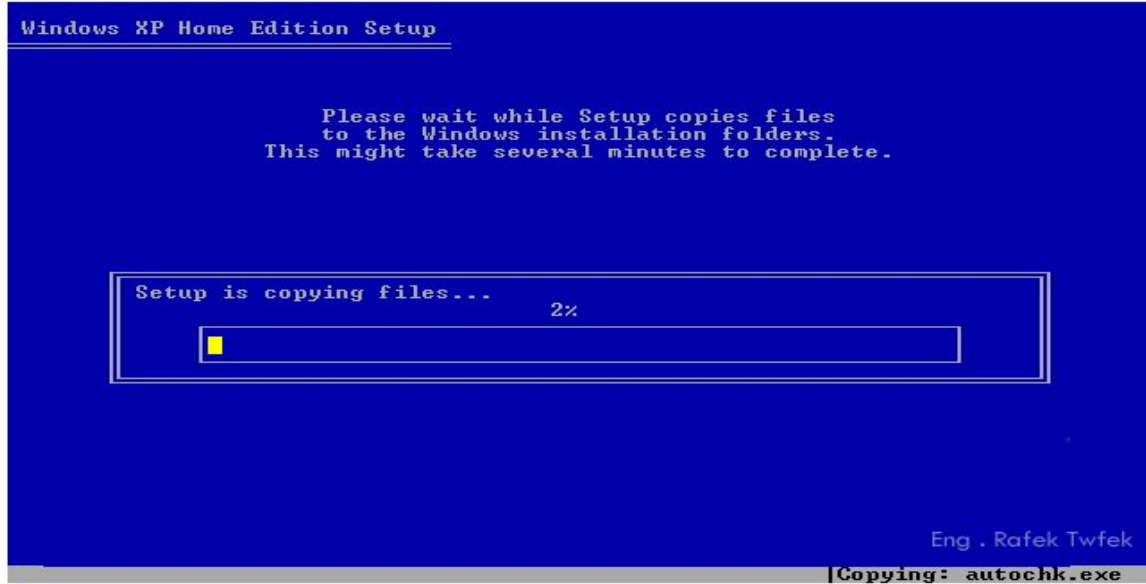 Windows XP Home Edition Setup
Please wait while Setup copies files
to the Windows installation folders.
This might take several minutes to complete.
Setup is copying files...
2%
Eng . Rafek Twfek
|Copying: autochk.exe